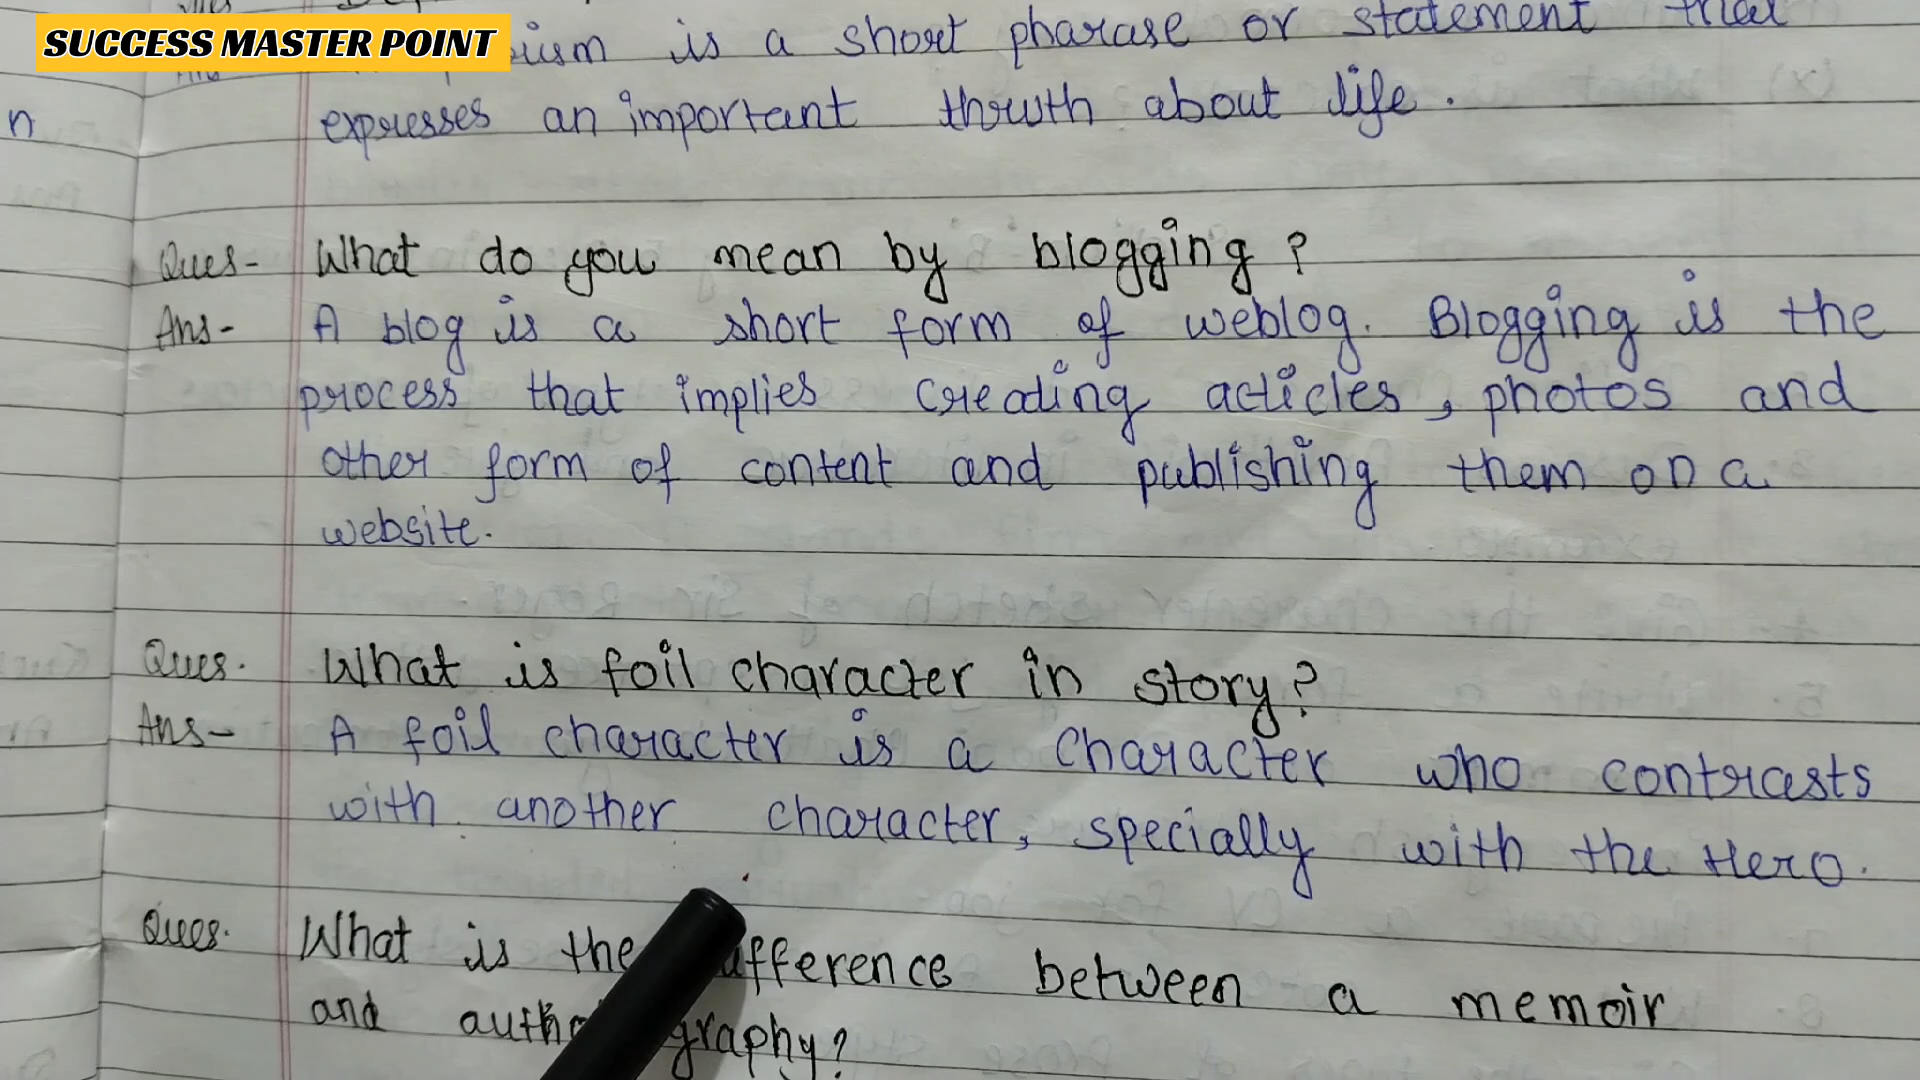 SUCCESS MASTER POINT
is a short pharase or statement that
expresses an important thruth about life.
n
Ques- What do you mean by blogging?
Ans- A blog is a short form of weblog. Blogging is the
process that implies creating acticles, photos and
other form of content and publishing them on a
website.
Ques. What is foil character in story?
Ans- A foil character is a character who contrasts
with another character, specially with the Hero.
Ques. What is the between a memoir
and